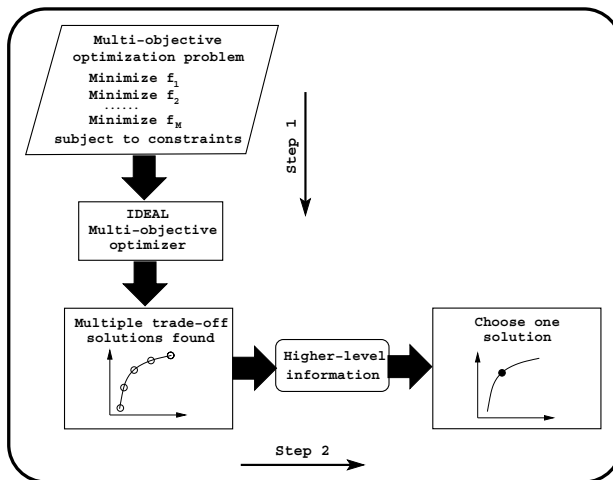 Multi-objective
optimization problem
Minimize f₁
Minimize f₂
......
Minimize f_M
subject to constraints
Step 1
IDEAL
Multi-objective
optimizer
Multiple trade-off
solutions found
Higher-level
information
Choose one
solution
Step 2